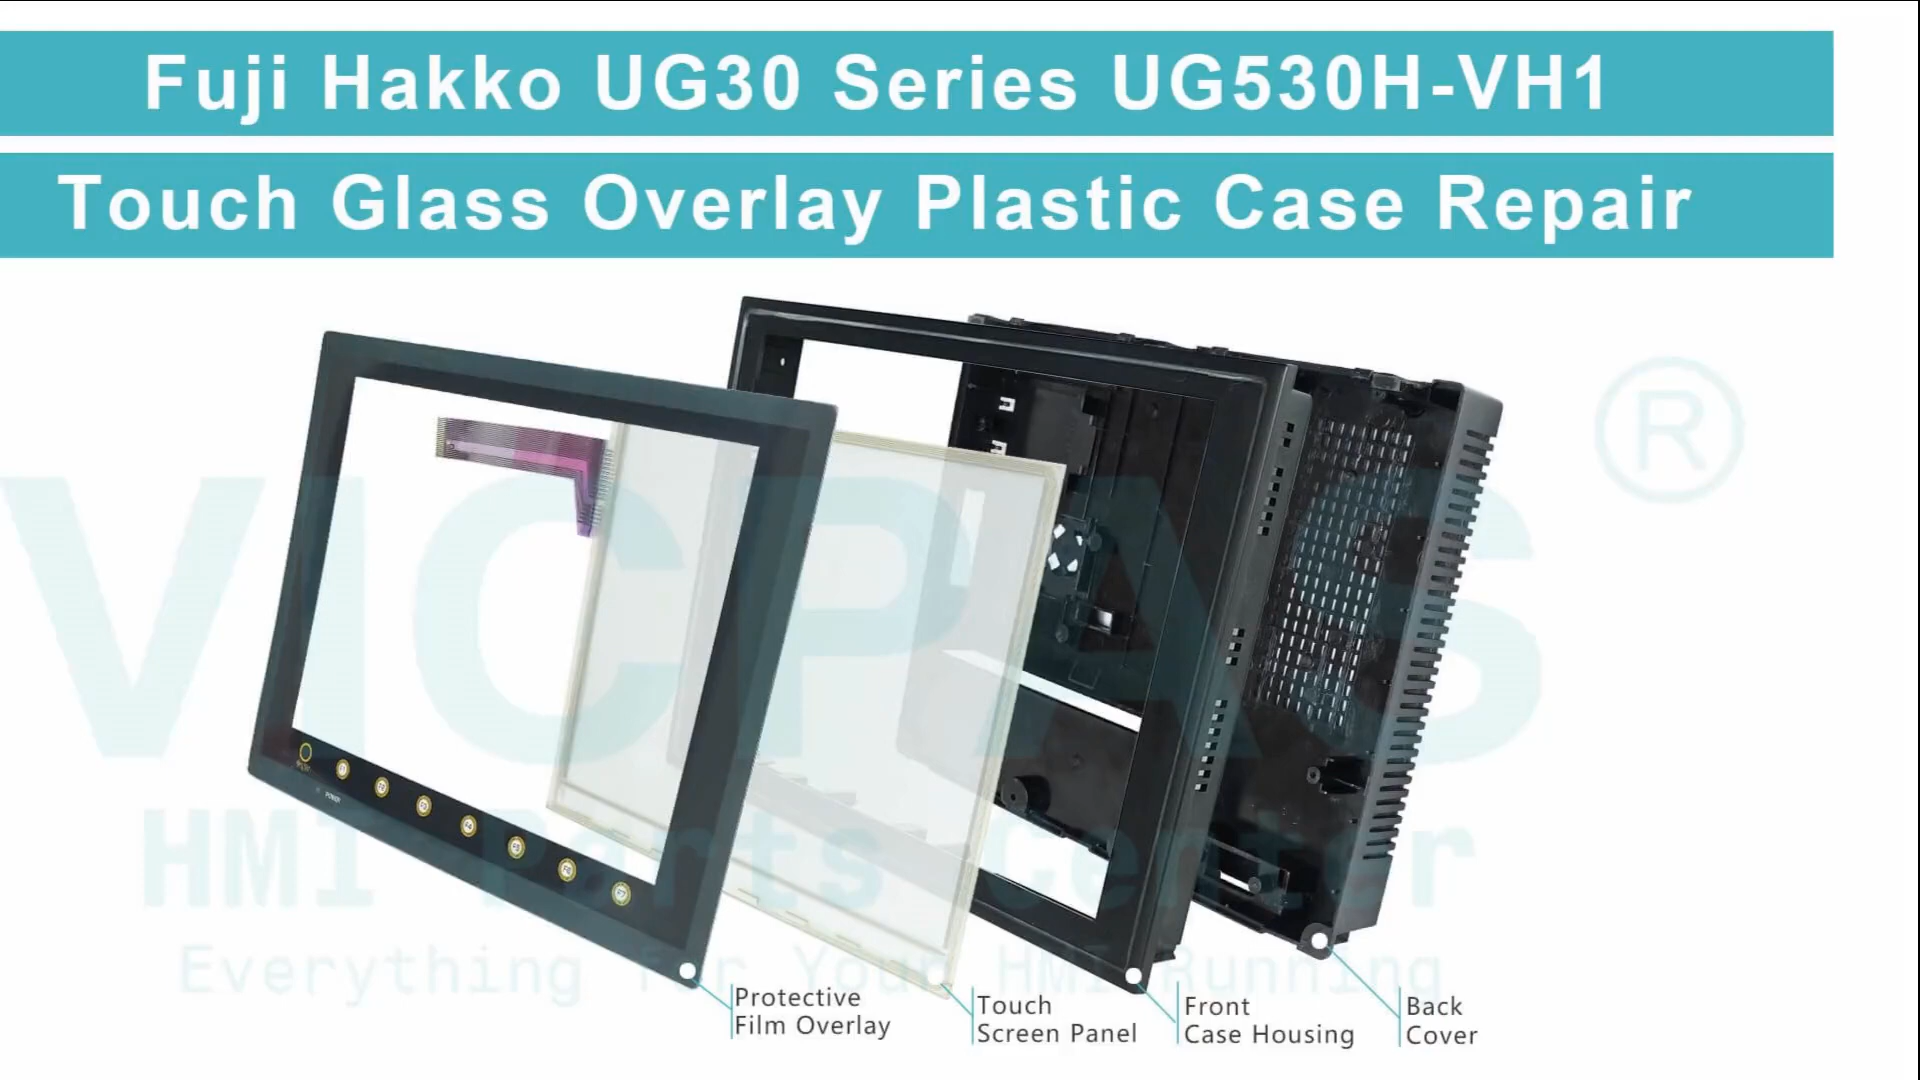 Fuji Hakko UG30 Series UG530H-VH1
Touch Glass Overlay Plastic Case Repair
VICPAS ®
HMI Parts Center
Everything for Your HMI Running
POWER
Protective
Film Overlay
Touch
Screen Panel
Front
Case Housing
Back
Cover